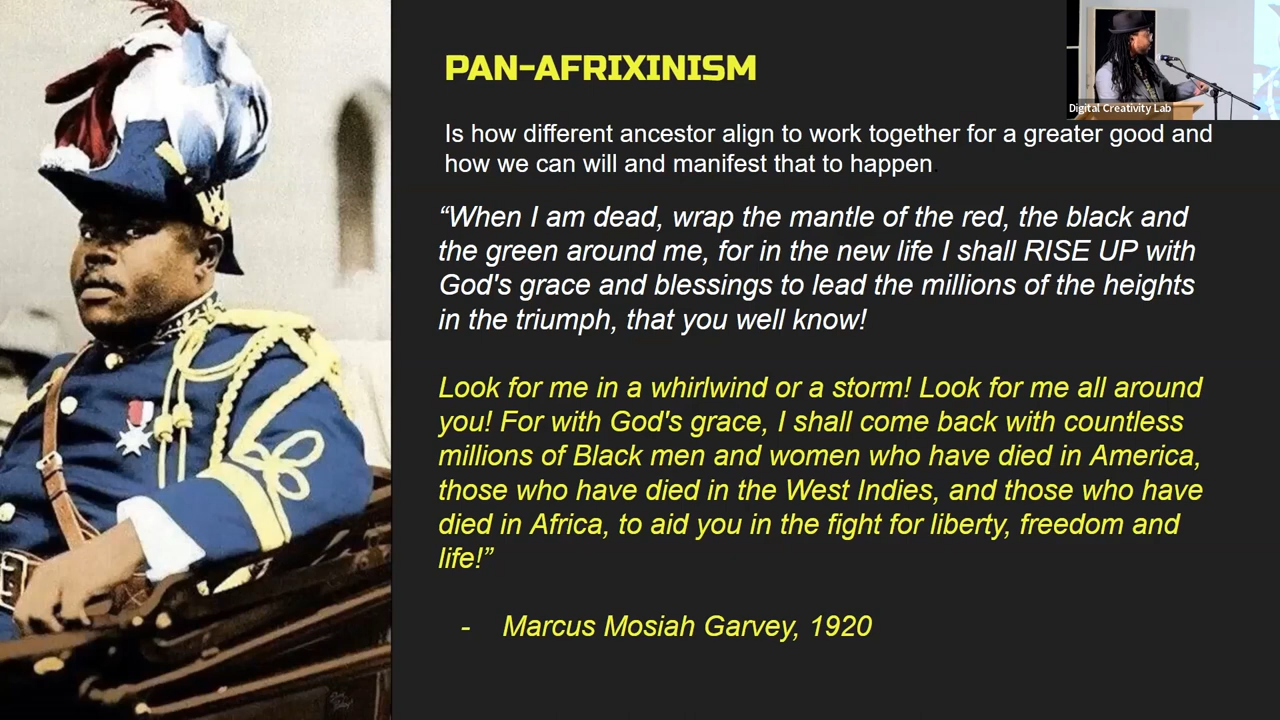 PAN-AFRIXINISM
Digital Creativity Lab
Is how different ancestor align to work together for a greater good and
how we can will and manifest that to happen
“When I am dead, wrap the mantle of the red, the black and
the green around me, for in the new life I shall RISE UP with
God's grace and blessings to lead the millions of the heights
in the triumph, that you well know!
Look for me in a whirlwind or a storm! Look for me all around
you! For with God's grace, I shall come back with countless
millions of Black men and women who have died in America,
those who have died in the West Indies, and those who have
died in Africa, to aid you in the fight for liberty, freedom and
life!”
- Marcus Mosiah Garvey, 1920